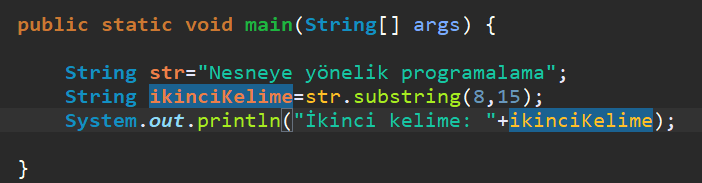 public static void main(String[] args) {
String str="Nesneye yönelik programalama";
String ikinciKelime=str.substring(8,15);
System.out.println("İkinci kelime: "+ikinciKelime);
}